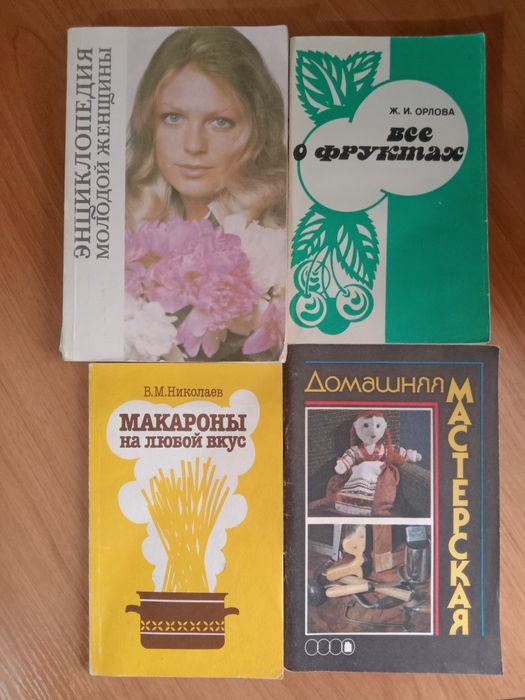 ЭНЦИКЛОПЕДИЯ
МОЛОДОЙ ЖЕНЩИНЫ
Ж. И. ОРЛОВА
ВСЕ
О ФРУКТАХ
В.М.Николаев
МАКАРОНЫ
НА ЛЮБОЙ ВКУС
Домашняя
МАСТЕРСКАЯ